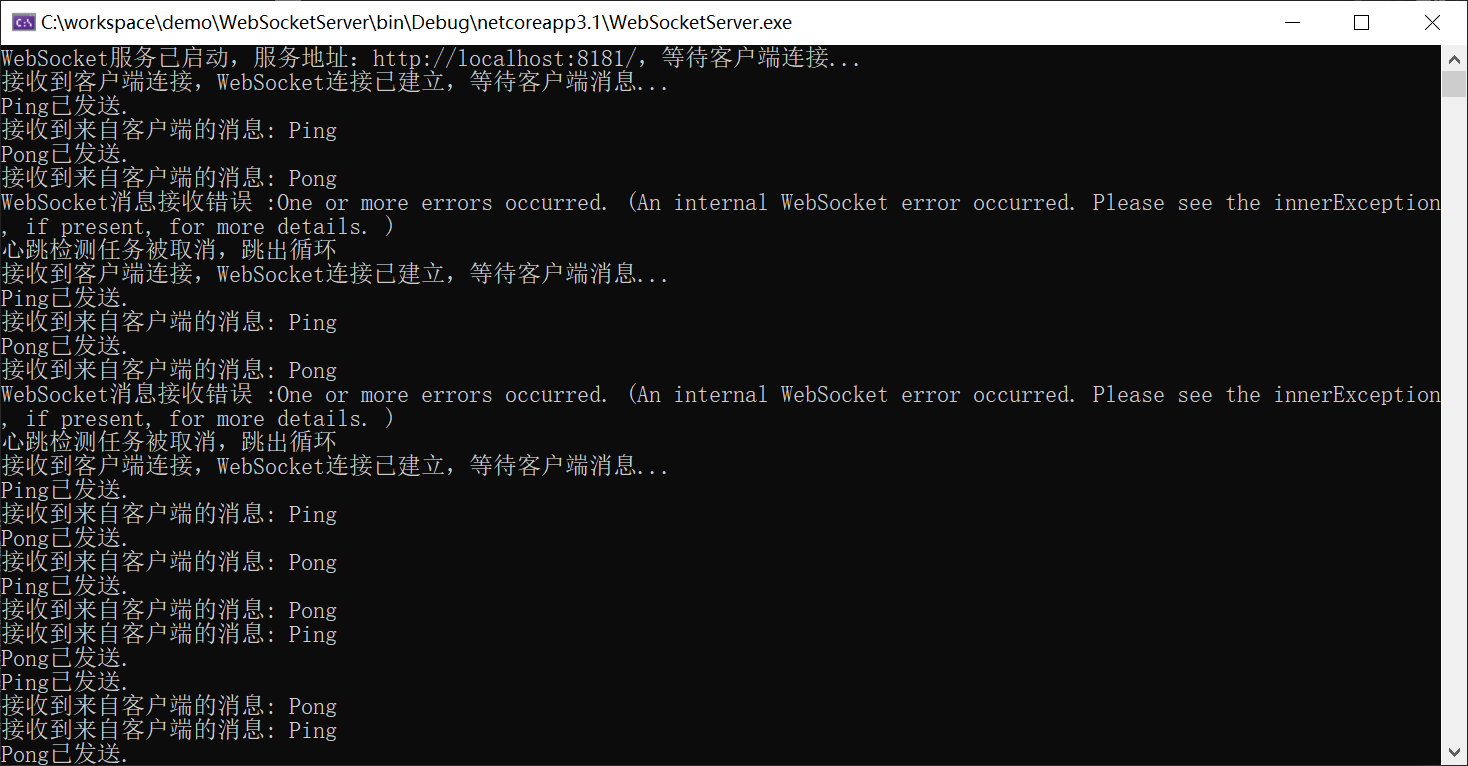 C:\workspace\demo\WebSocketServer\bin\Debug\netcoreapp3.1\WebSocketServer.exe
WebSocket服务已启动，服务地址：http://localhost:8181/，等待客户端连接...
接收到客户端连接，WebSocket连接已建立，等待客户端消息...
Ping已发送.
接收到来自客户端的消息: Ping
Pong已发送.
接收到来自客户端的消息: Pong
WebSocket消息接收错误 :One or more errors occurred. (An internal WebSocket error occurred. Please see the innerException
, if present, for more details. )
心跳检测任务被取消，跳出循环
接收到客户端连接，WebSocket连接已建立，等待客户端消息...
Ping已发送.
接收到来自客户端的消息: Ping
Pong已发送.
接收到来自客户端的消息: Pong
WebSocket消息接收错误 :One or more errors occurred. (An internal WebSocket error occurred. Please see the innerException
, if present, for more details. )
心跳检测任务被取消，跳出循环
接收到客户端连接，WebSocket连接已建立，等待客户端消息...
Ping已发送.
接收到来自客户端的消息: Ping
Pong已发送.
接收到来自客户端的消息: Pong
Ping已发送.
接收到来自客户端的消息: Pong
接收到来自客户端的消息: Ping
Pong已发送.
Ping已发送.
接收到来自客户端的消息: Pong
接收到来自客户端的消息: Ping
Pong已发送.